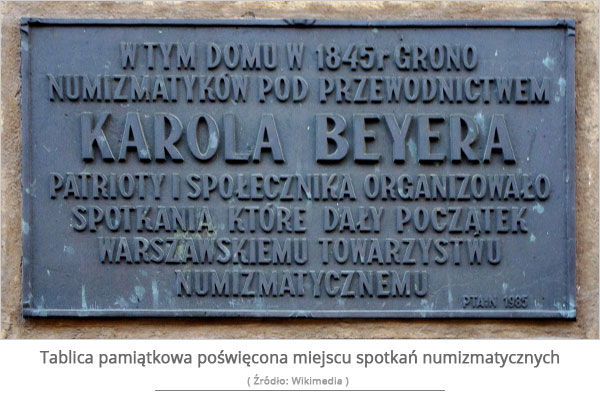 W TYM DOMU W 1845r GRONO
NUMIZMATYKÓW POD PRZEWODNICTWEM
KAROLA BEYERA
PATRIOTY I SPOŁECZNIKA ORGANIZOWAŁO
SPOTKANIA, KTÓRE DAŁY POCZĄTEK
WARSZAWSKIEMU TOWARZYSTWU
NUMIZMATYCZNEMU
PTAiN 1985
Tablica pamiątkowa poświęcona miejscu spotkań numizmatycznych
( Źródło: Wikimedia )